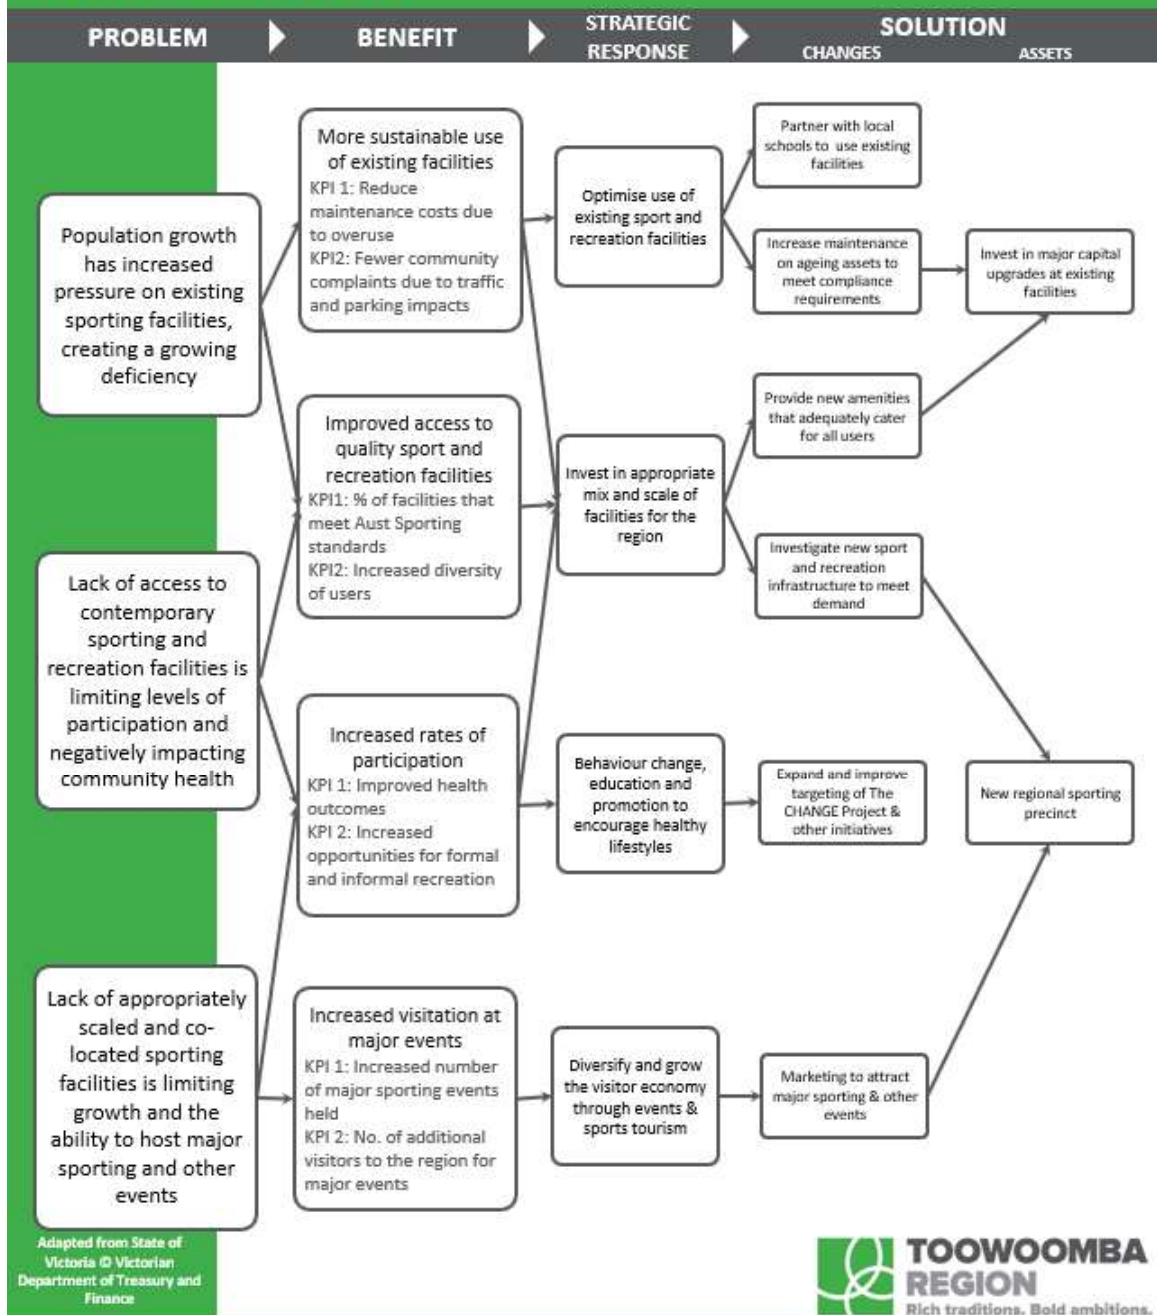 PROBLEM
BENEFIT
STRATEGIC
RESPONSE
SOLUTION
CHANGES
ASSETS
Population growth
has increased
pressure on existing
sporting facilities,
creating a growing
deficiency
Lack of access to
contemporary
sporting and
recreation facilities is
limiting levels of
participation and
negatively impacting
community health
Lack of appropriately
scaled and co-
located sporting
facilities is limiting
growth and the
ability to host major
sporting and other
events
More sustainable use
of existing facilities
KPI 1: Reduce
maintenance costs due
to overuse
KPI2: Fewer community
complaints due to traffic
and parking impacts
Improved access to
quality sport and
recreation facilities
KPI1: % of facilities that
meet Aust Sporting
standards
KPI2: Increased diversity
of users
Increased rates of
participation
KPI 1: Improved health
outcomes
KPI 2: Increased
opportunities for formal
and informal recreation
Increased visitation at
major events
KPI 1: Increased number
of major sporting events
held
KPI 2: No. of additional
visitors to the region for
major events
Optimise use of
existing sport and
recreation facilities
Invest in appropriate
mix and scale of
facilities for the
region
Behaviour change,
education and
promotion to
encourage healthy
lifestyles
Diversify and grow
the visitor economy
through events &
sports tourism
Partner with local
schools to use existing
facilities
Increase maintenance
on ageing assets to
meet compliance
requirements
Provide new amenities
that adequately cater
for all users
Investigate new sport
and recreation
infrastructure to meet
demand
Expand and improve
targeting of The
CHANGE Project &
other initiatives
Marketing to attract
major sporting & other
events
Invest in major capital
upgrades at existing
facilities
New regional sporting
precinct
Adapted from State of
Victoria © Victorian
Department of Treasury and
Finance
TOOWOOMBA
REGION
Rich traditions. Bold ambitions.